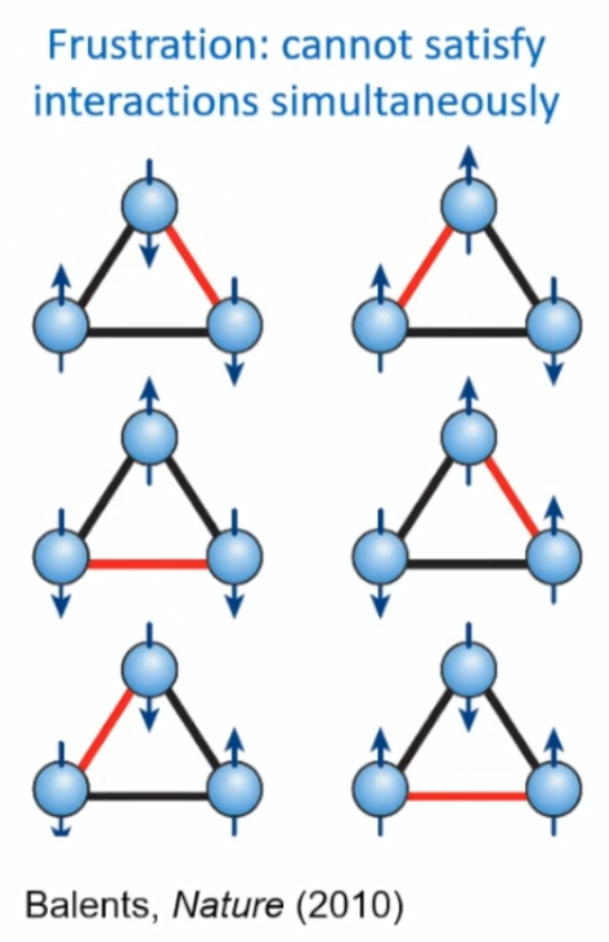 Frustration: cannot satisfy
interactions simultaneously
Balents, Nature (2010)